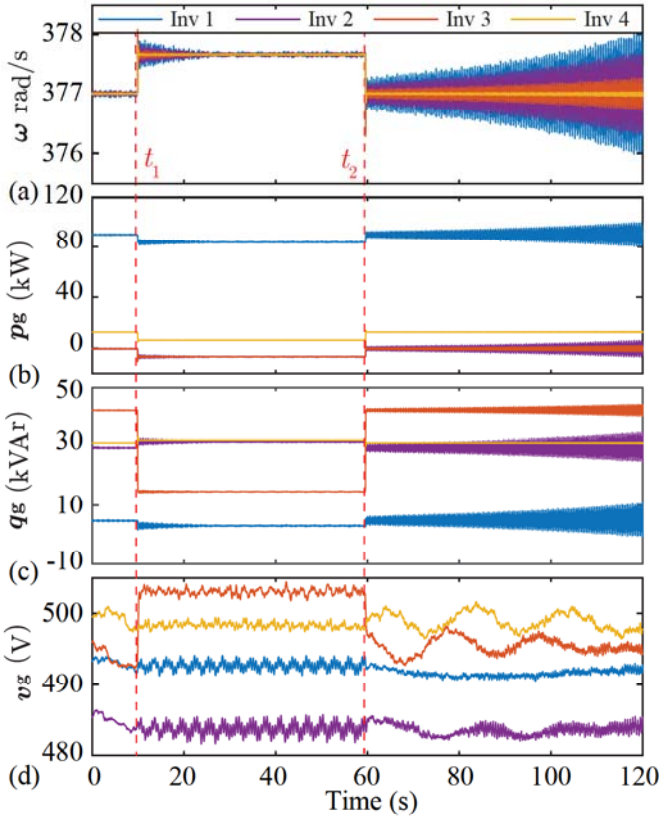 Inv 1 Inv 2 Inv 3 Inv 4
378
377
376
ω rad/s
t1
t2
(a)
120
80
40
0
pg (kW)
(b)
50
30
10
-10
qg (kVAr)
(c)
500
490
480
vg (V)
(d)
0 20 40 60 80 100 120
Time (s)